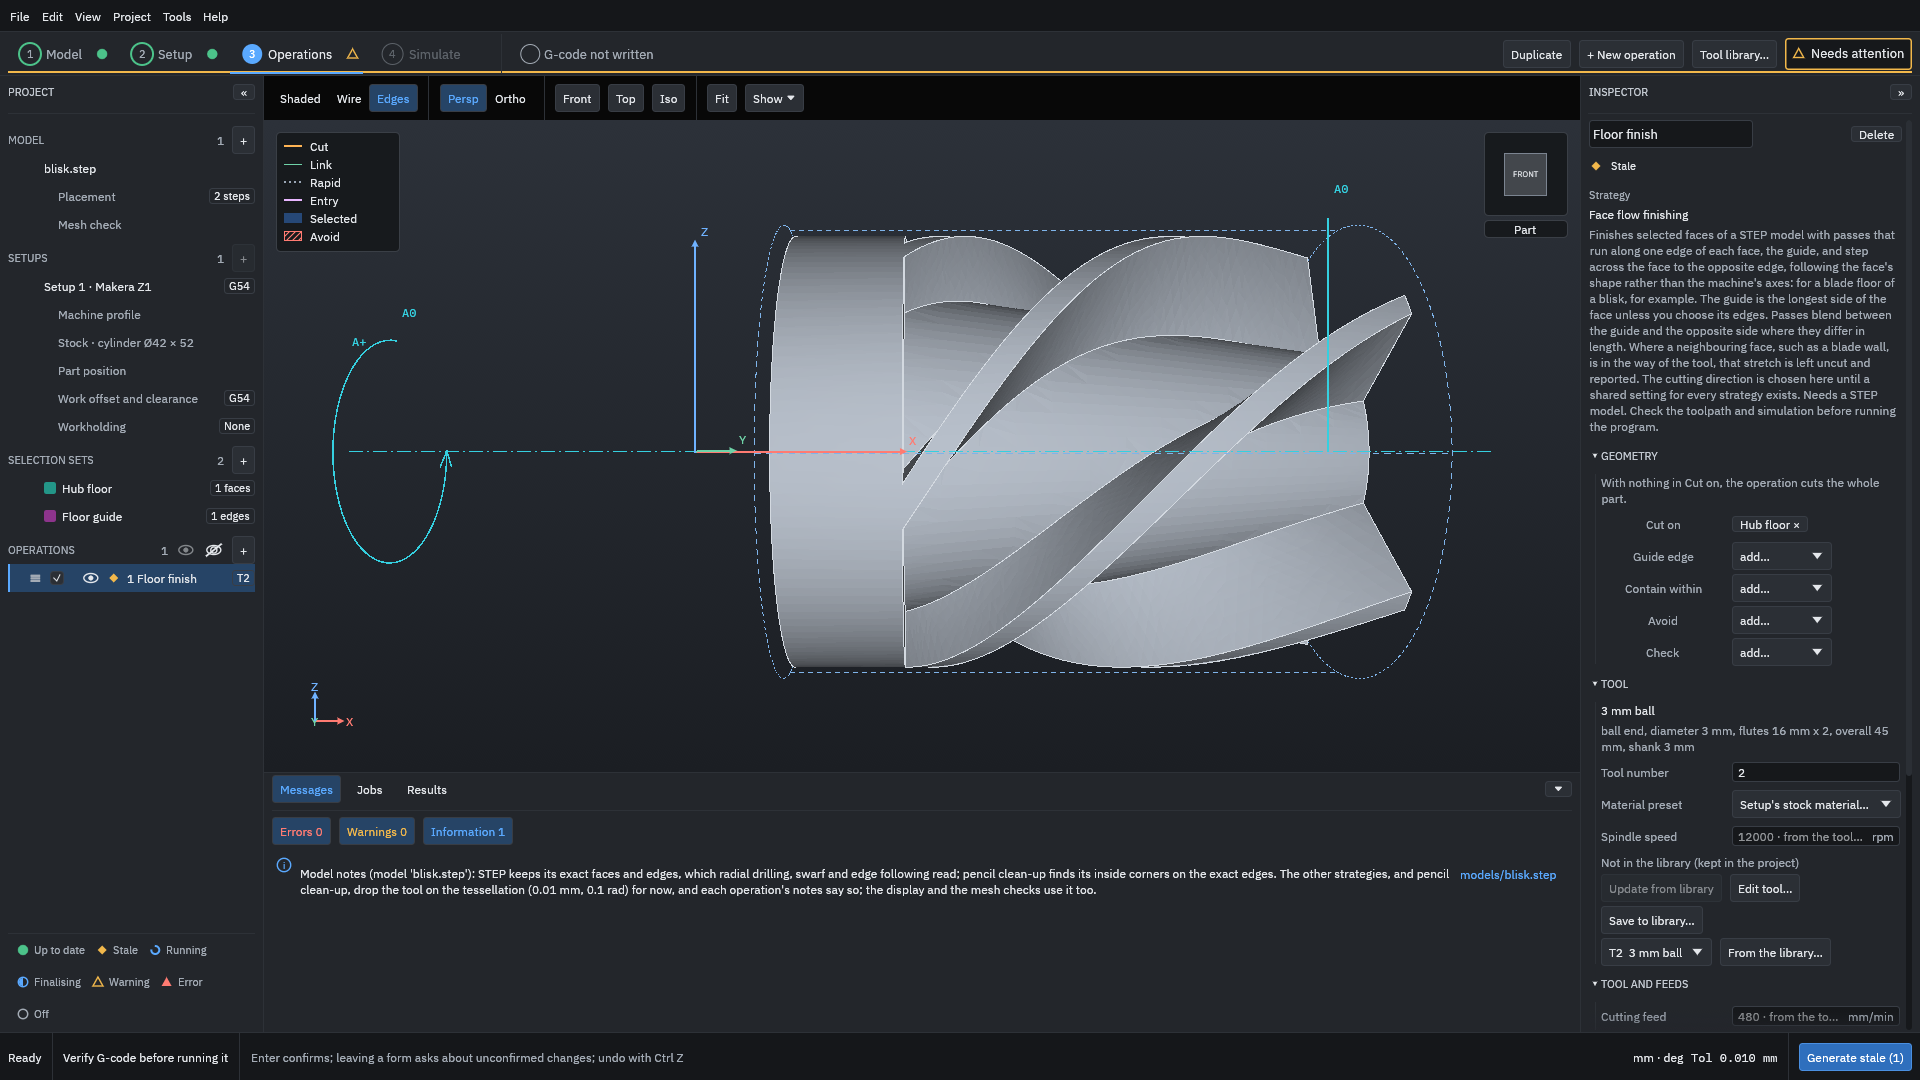 File Edit View Project Tools Help
1 Model 2 Setup 3 Operations 4 Simulate G-code not written Duplicate + New operation Tool library... Needs attention
PROJECT «
MODEL 1 +
blisk.step
Placement 2 steps
Mesh check
SETUPS 1 +
Setup 1 · Makera Z1 G54
Machine profile
Stock · cylinder Ø42 × 52
Part position
Work offset and clearance G54
Workholding None
SELECTION SETS 2 +
Hub floor 1 faces
Floor guide 1 edges
OPERATIONS 1 +
1 Floor finish T2
Up to date Stale Running
Finalising Warning Error
Off
Shaded Wire Edges Persp Ortho Front Top Iso Fit Show
Cut
Link
Rapid
Entry
Selected
Avoid
A0
A+
Z
Y
X
A0
FRONT
Part
Z
Y X
Messages Jobs Results
Errors 0 Warnings 0 Information 1
Model notes (model 'blisk.step'): STEP keeps its exact faces and edges, which radial drilling, swarf and edge following read; pencil clean-up finds its inside corners on the exact edges. The other strategies, and pencil models/blisk.step
clean-up, drop the tool on the tessellation (0.01 mm, 0.1 rad) for now, and each operation's notes say so; the display and the mesh checks use it too.
INSPECTOR »
Floor finish Delete
Stale
Strategy
Face flow finishing
Finishes selected faces of a STEP model with passes that
run along one edge of each face, the guide, and step
across the face to the opposite edge, following the face's
shape rather than the machine's axes: for a blade floor of
a blisk, for example. The guide is the longest side of the
face unless you choose its edges. Passes blend between
the guide and the opposite side where they differ in
length. Where a neighbouring face, such as a blade wall,
is in the way of the tool, that stretch is left uncut and
reported. The cutting direction is chosen here until a
shared setting for every strategy exists. Needs a STEP
model. Check the toolpath and simulation before running
the program.
GEOMETRY
With nothing in Cut on, the operation cuts the whole
part.
Cut on Hub floor ×
Guide edge add...
Contain within add...
Avoid add...
Check add...
TOOL
3 mm ball
ball end, diameter 3 mm, flutes 16 mm x 2, overall 45
mm, shank 3 mm
Tool number 2
Material preset Setup's stock material...
Spindle speed 12000 · from the tool... rpm
Not in the library (kept in the project)
Update from library Edit tool...
Save to library...
T2 3 mm ball From the library...
TOOL AND FEEDS
Cutting feed 480 · from the to... mm/min
Ready Verify G-code before running it Enter confirms; leaving a form asks about unconfirmed changes; undo with Ctrl Z mm · deg Tol 0.010 mm Generate stale (1)